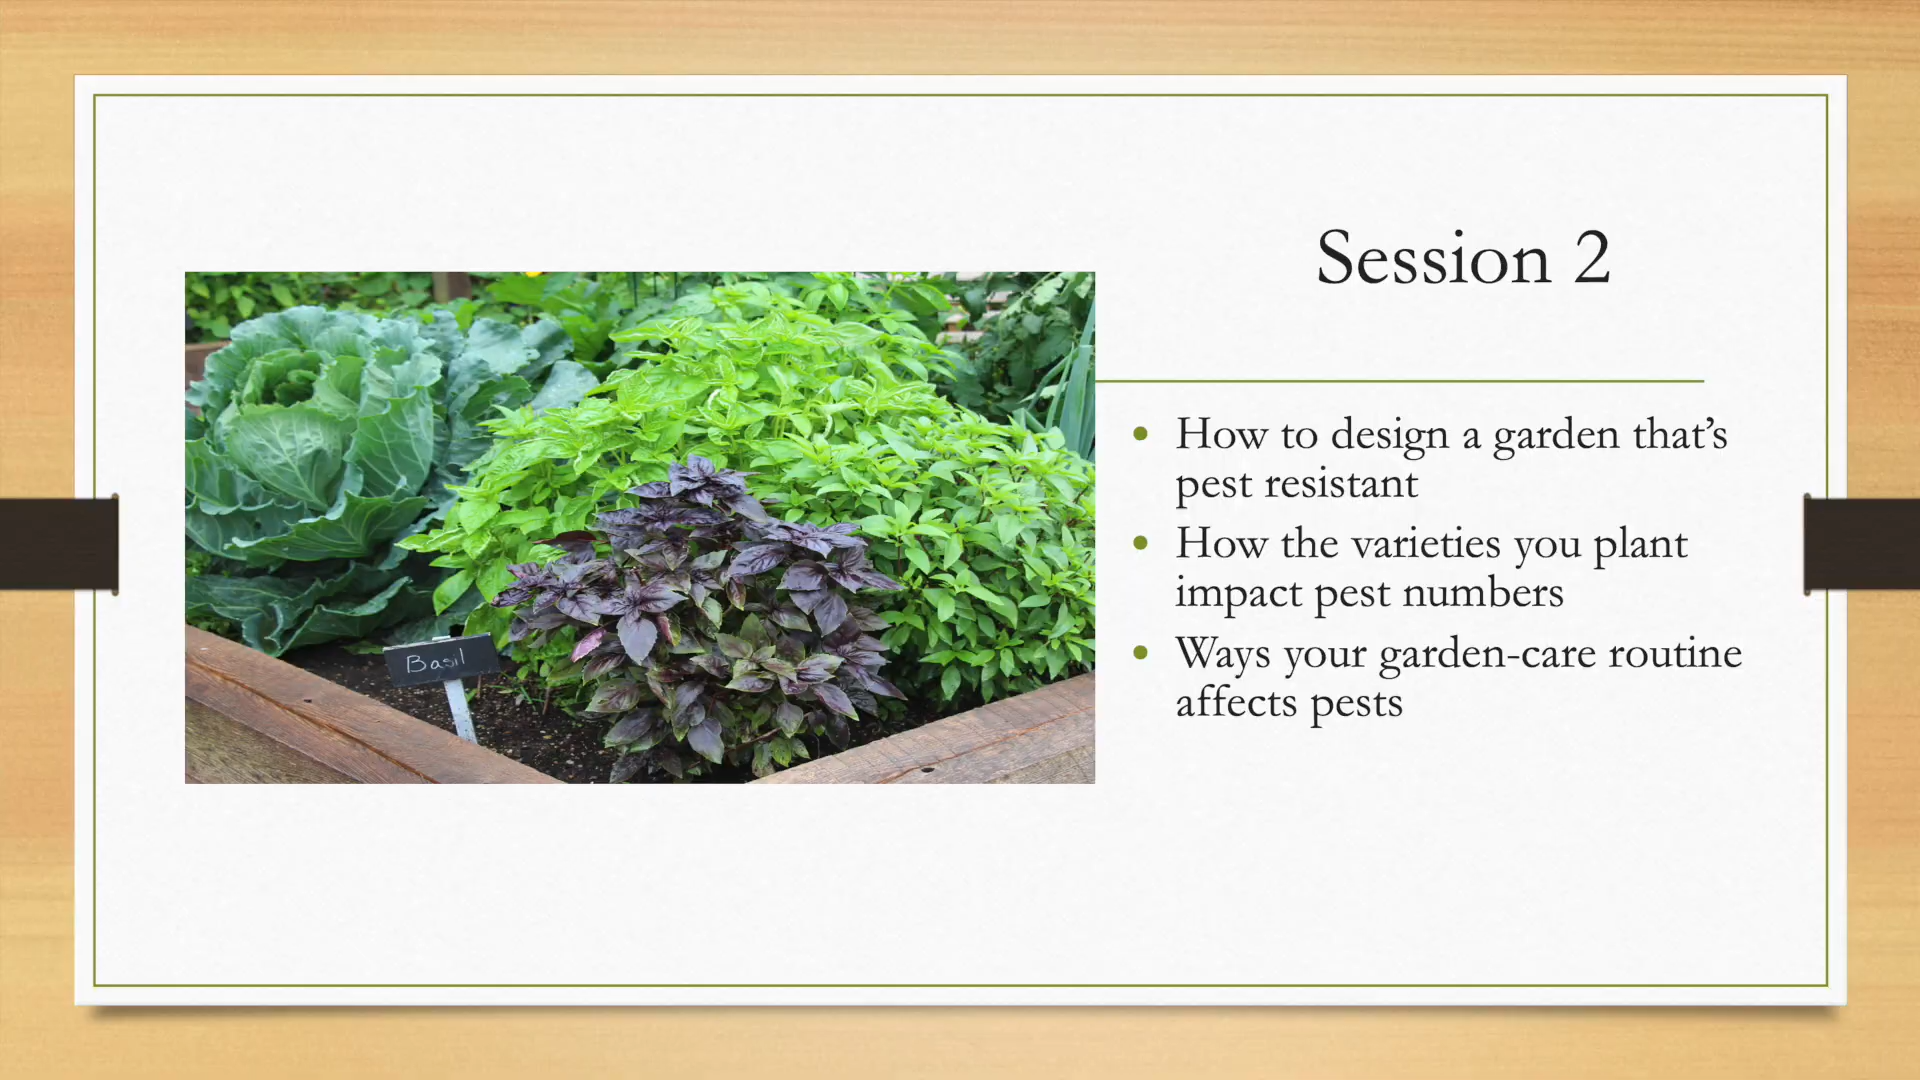 Session 2
Basil
• How to design a garden that’s
pest resistant
• How the varieties you plant
impact pest numbers
• Ways your garden-care routine
affects pests